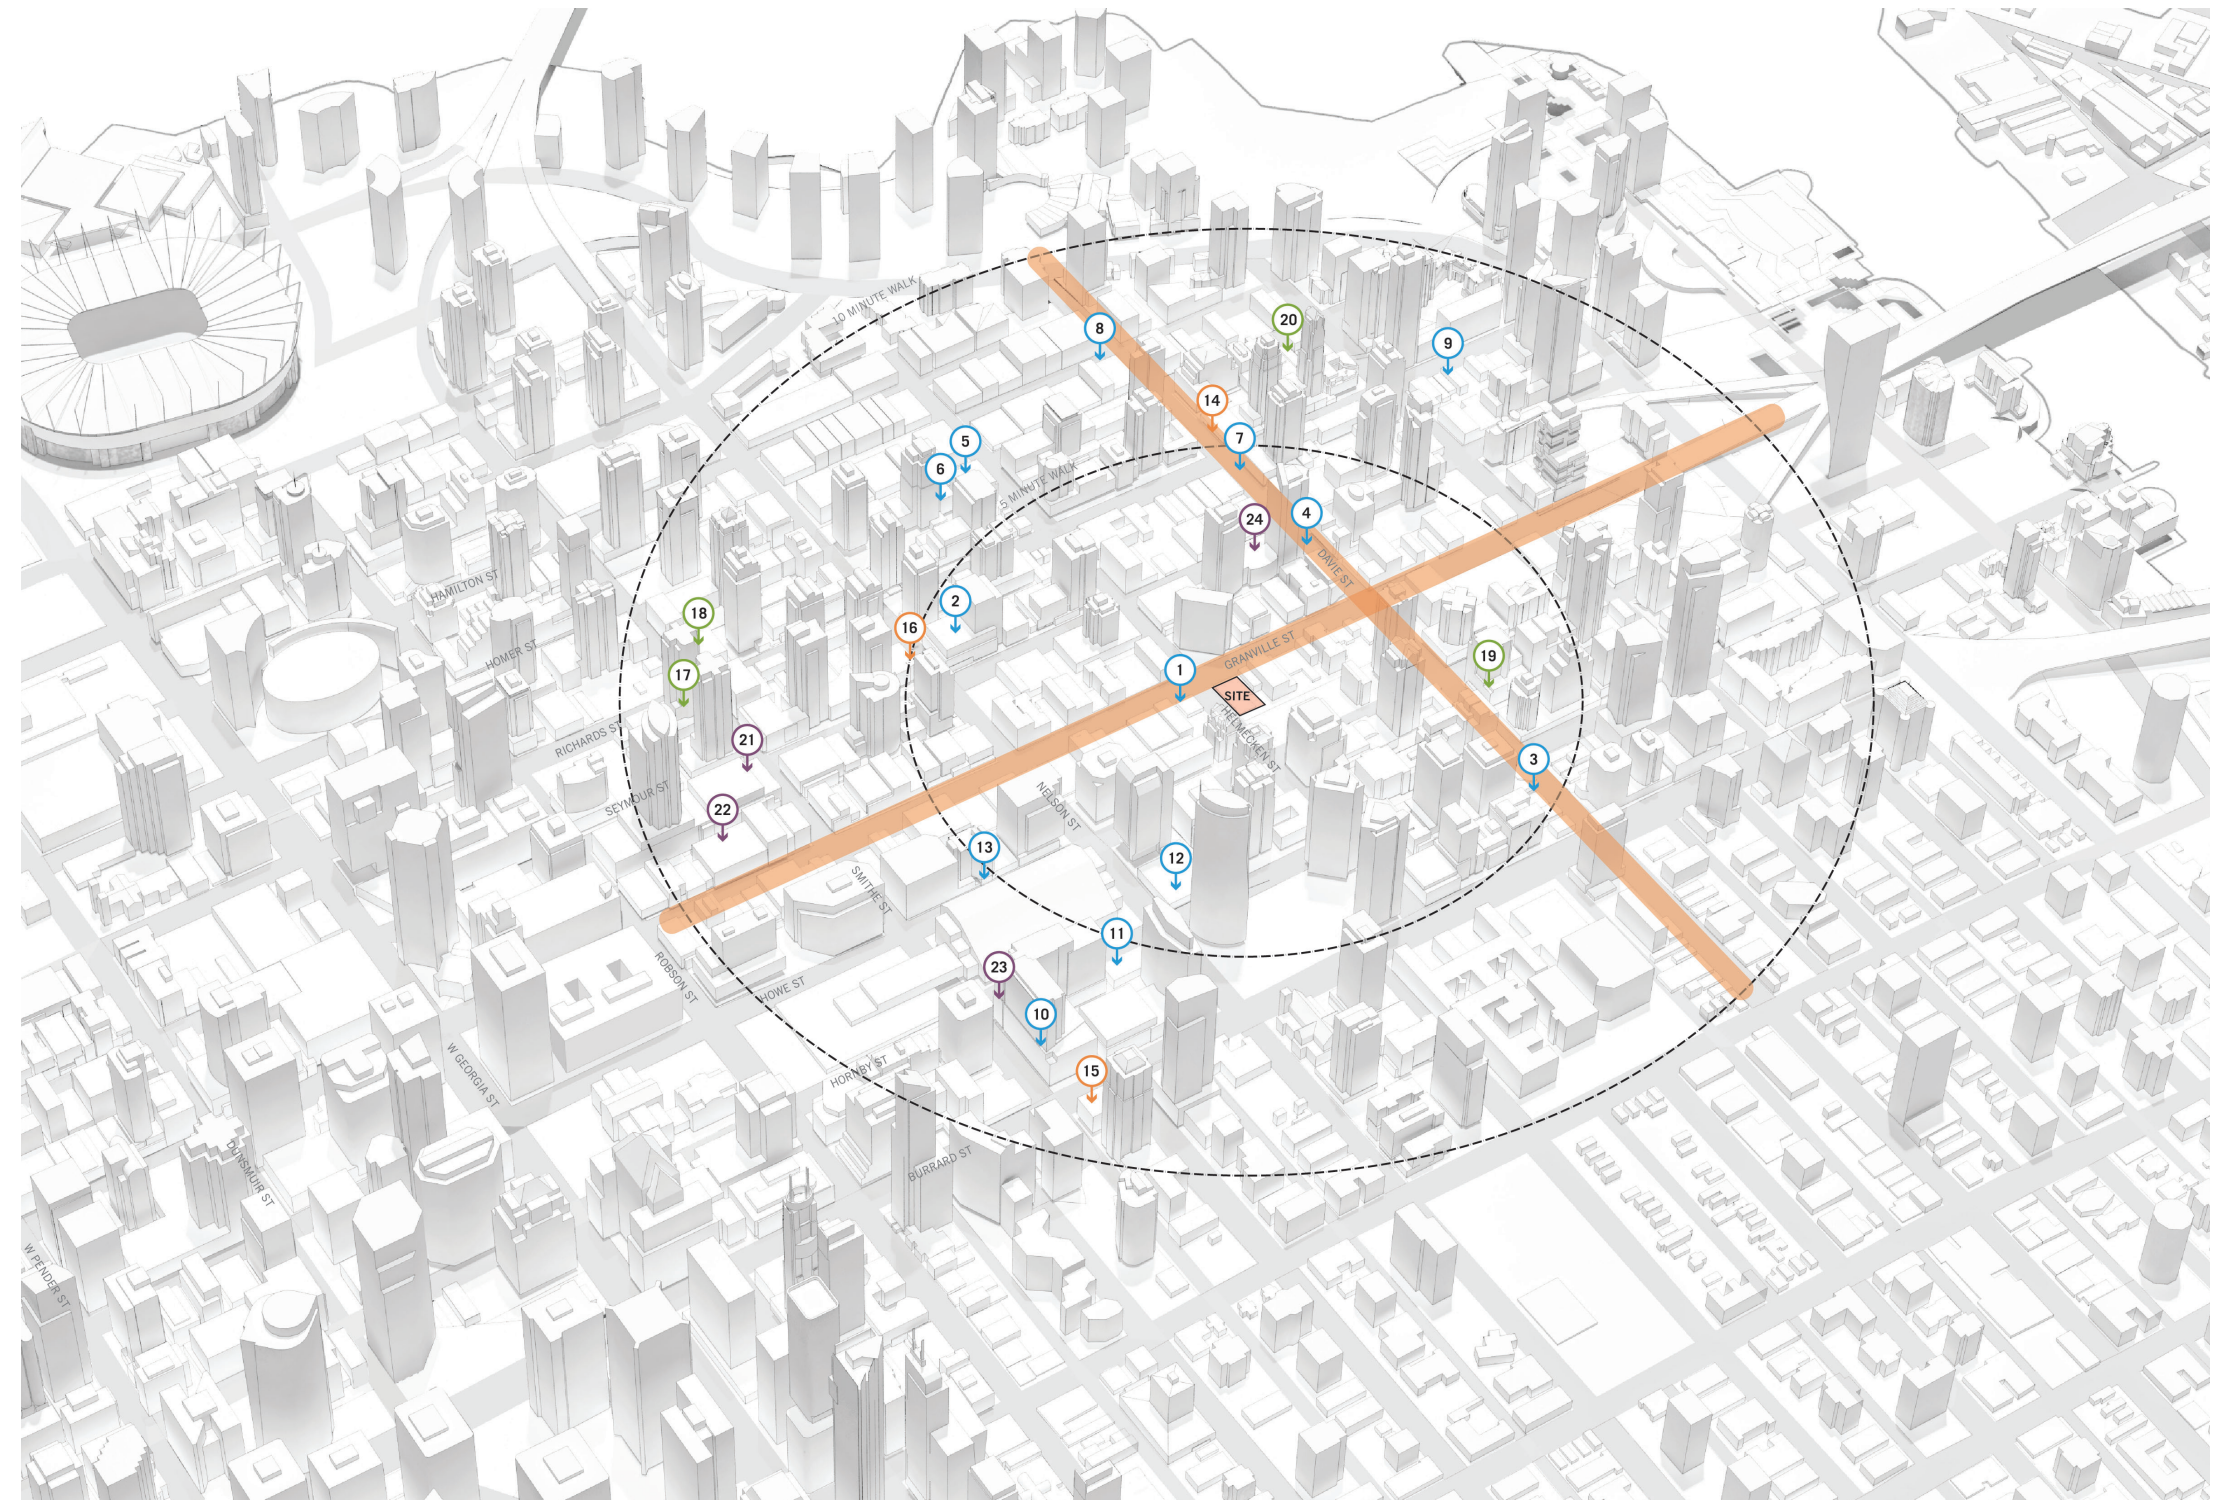 10 MINUTE WALK
8
20
9
14
7
5
6
5 MINUTE WALK
24
4
DAVIE ST
HAMILTON ST
2
18
16
HOMER ST
GRANVILLE ST
19
17
1
SITE
HELMECKEN ST
RICHARDS ST
21
3
SEYMOUR ST
22
NELSON ST
13
12
SMITHE ST
11
23
ROBSON ST
HOWE ST
10
W GEORGIA ST
HORNBY ST
15
BURRARD ST
DUNSMUIR ST
W PENDER ST